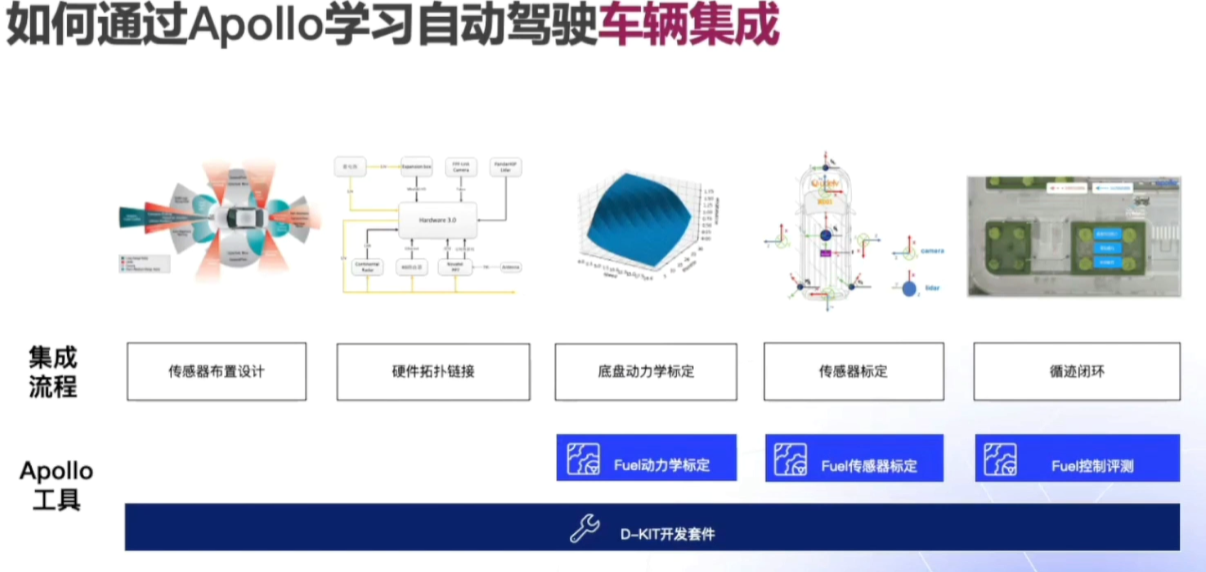 如何通过Apollo学习自动驾驶车辆集成
Hardware 3.0
Continental
Radar
Antenna
camera
lidar
集成
流程
传感器布置设计
硬件拓扑链接
底盘动力学标定
传感器标定
循迹闭环
Apollo
工具
Fuel动力学标定
Fuel传感器标定
Fuel控制评测
D-KIT开发套件